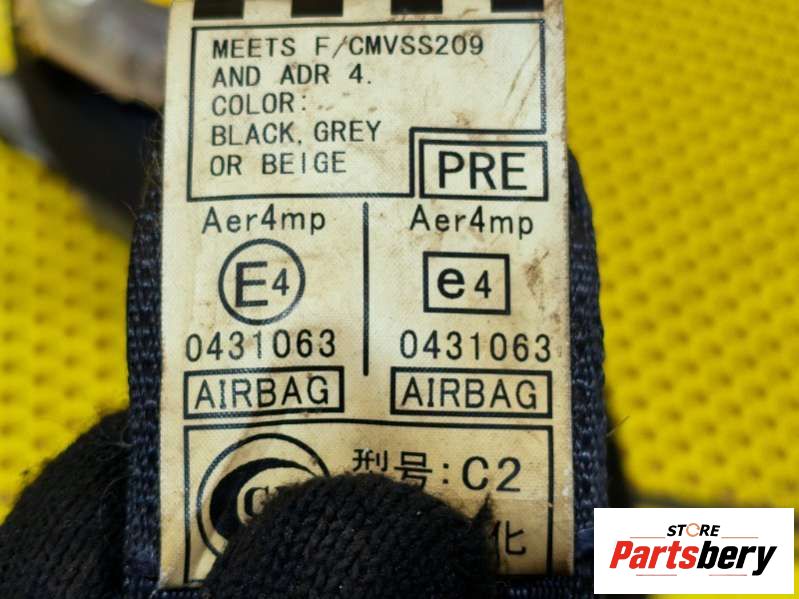 MEETS F/CMVSS209
AND ADR 4.
COLOR:
BLACK, GREY
OR BEIGE
PRE
Aer4mp
Aer4mp
E4
e4
0431063
0431063
AIRBAG
AIRBAG
型号:C2
化
STORE
Partsbery